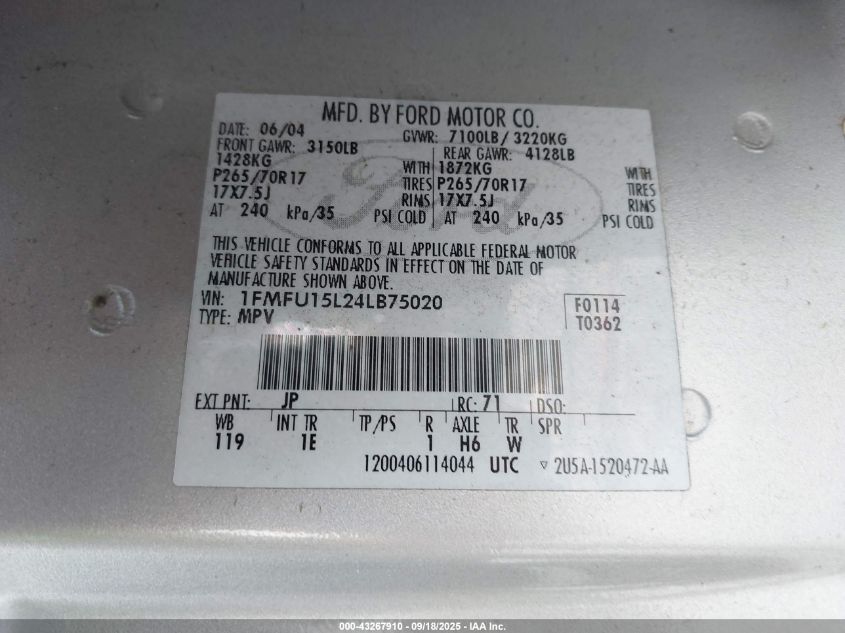 MFD. BY FORD MOTOR CO.
DATE: 06/04 GVWR: 7100LB/ 3220KG
FRONT GAWR: 3150LB REAR GAWR: 4128LB
1428KG WITH 1872KG WITH
P265/70R17 TIRES P265/70R17 TIRES
17X7.5J RIMS 17X7.5J RIMS
AT 240 kPa/35 PSI COLD AT 240 kPa/35 PSI COLD
Ford
THIS VEHICLE CONFORMS TO ALL APPLICABLE FEDERAL MOTOR
VEHICLE SAFETY STANDARDS IN EFFECT ON THE DATE OF
MANUFACTURE SHOWN ABOVE.
VIN: 1FMFU15L24LB75020 F0114
TYPE: MPV T0362
EXT PNT: JP RC: 71 DSO:
WB INT TR TP/PS R AXLE TR SPR
119 1E 1 H6 W
1200406114044 UTC ▽ 2U5A-1520472-AA
000-43267910 - 09/18/2025 - IAA Inc.